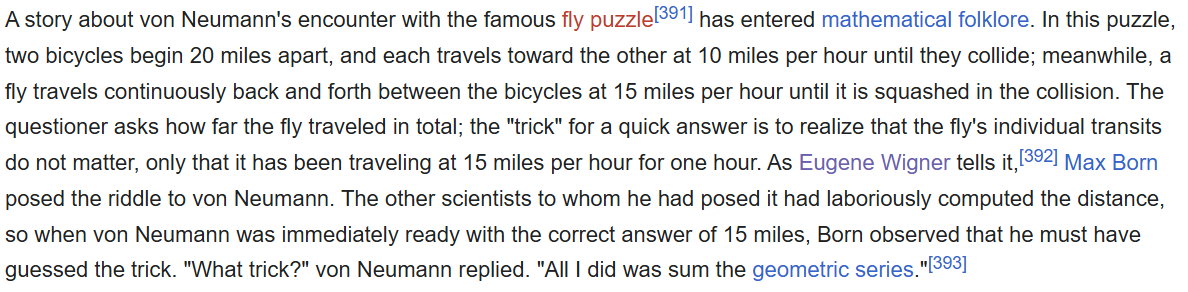 A story about von Neumann's encounter with the famous fly puzzle[391] has entered mathematical folklore. In this puzzle,
two bicycles begin 20 miles apart, and each travels toward the other at 10 miles per hour until they collide; meanwhile, a
fly travels continuously back and forth between the bicycles at 15 miles per hour until it is squashed in the collision. The
questioner asks how far the fly traveled in total; the "trick" for a quick answer is to realize that the fly's individual transits
do not matter, only that it has been traveling at 15 miles per hour for one hour. As Eugene Wigner tells it,[392] Max Born
posed the riddle to von Neumann. The other scientists to whom he had posed it had laboriously computed the distance,
so when von Neumann was immediately ready with the correct answer of 15 miles, Born observed that he must have
guessed the trick. "What trick?" von Neumann replied. "All I did was sum the geometric series."[393]